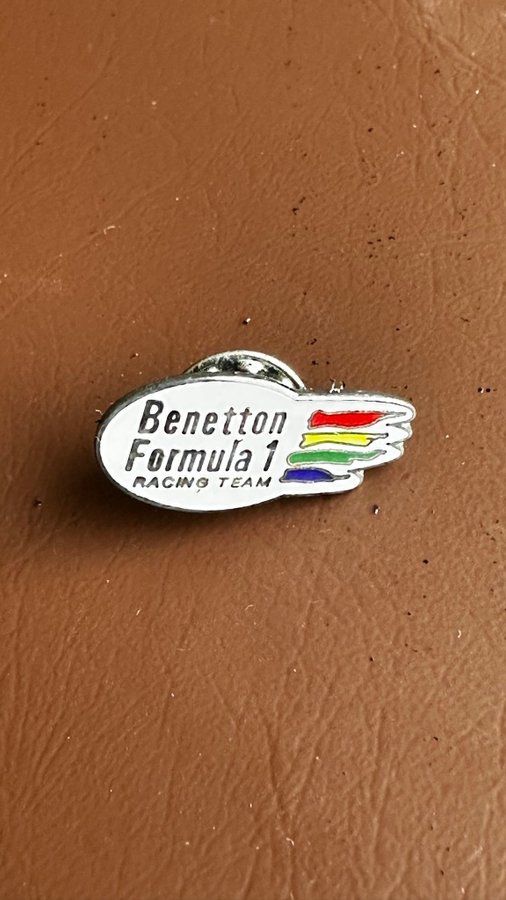 Benetton
Formula 1
RACING TEAM